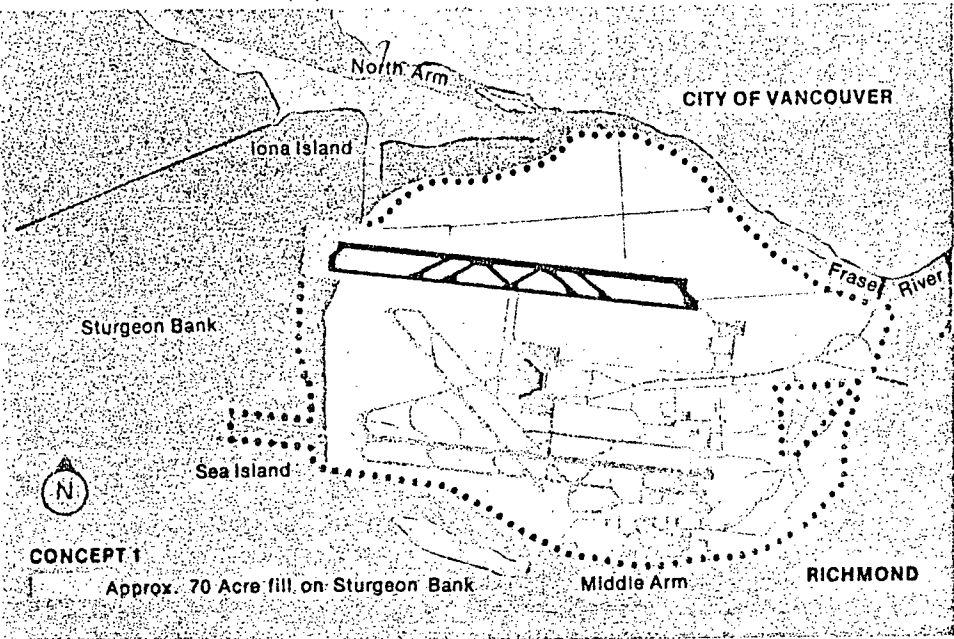 North Arm
CITY OF VANCOUVER
Iona Island
Fraser River
Sturgeon Bank
Sea Island
N
CONCEPT 1
Approx. 70 Acre fill on Sturgeon Bank
Middle Arm
RICHMOND